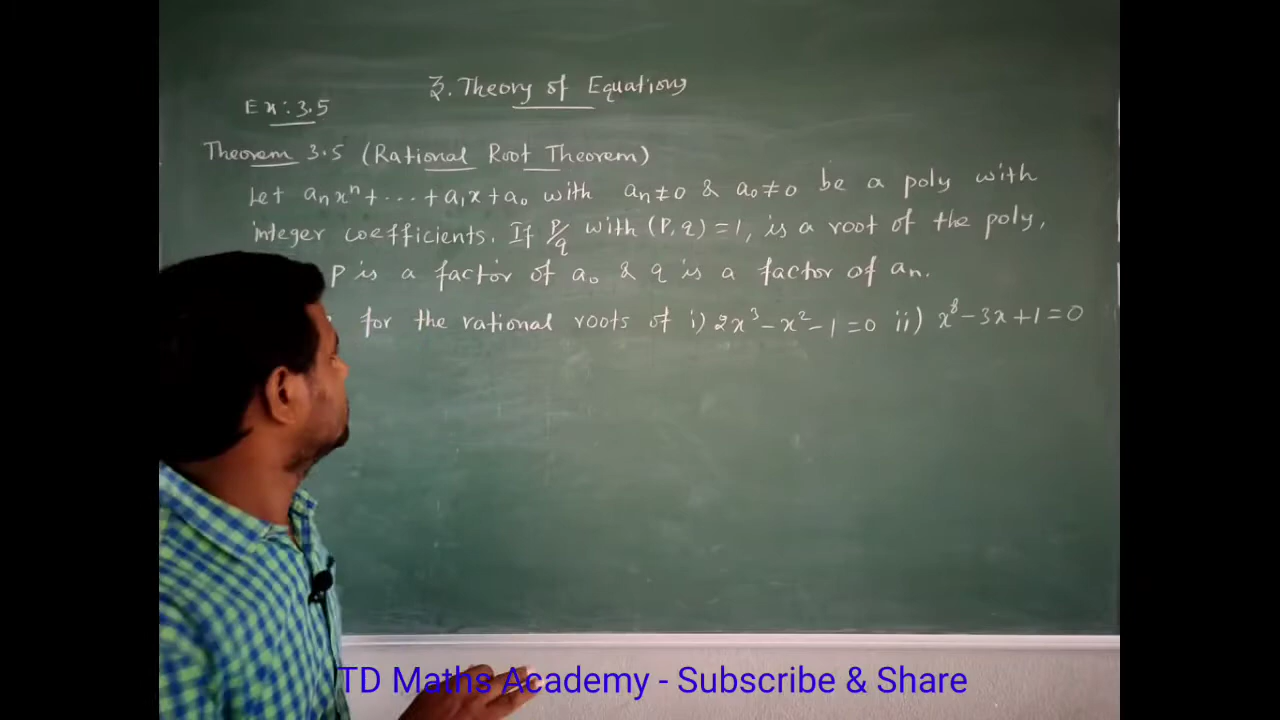 3. Theory of Equations
Ex: 3.5
Theorem 3.5 (Rational Root Theorem)
Let aₙxⁿ + ... + a₁x + a₀ with aₙ ≠ 0 & a₀ ≠ 0 be a poly with
integer coefficients. If P/q with (P, q) = 1, is a root of the poly,
P is a factor of a₀ & q is a factor of aₙ.
for the rational roots of i) 2x³ - x² - 1 = 0 ii) x⁸ - 3x + 1 = 0
TD Maths Academy - Subscribe & Share